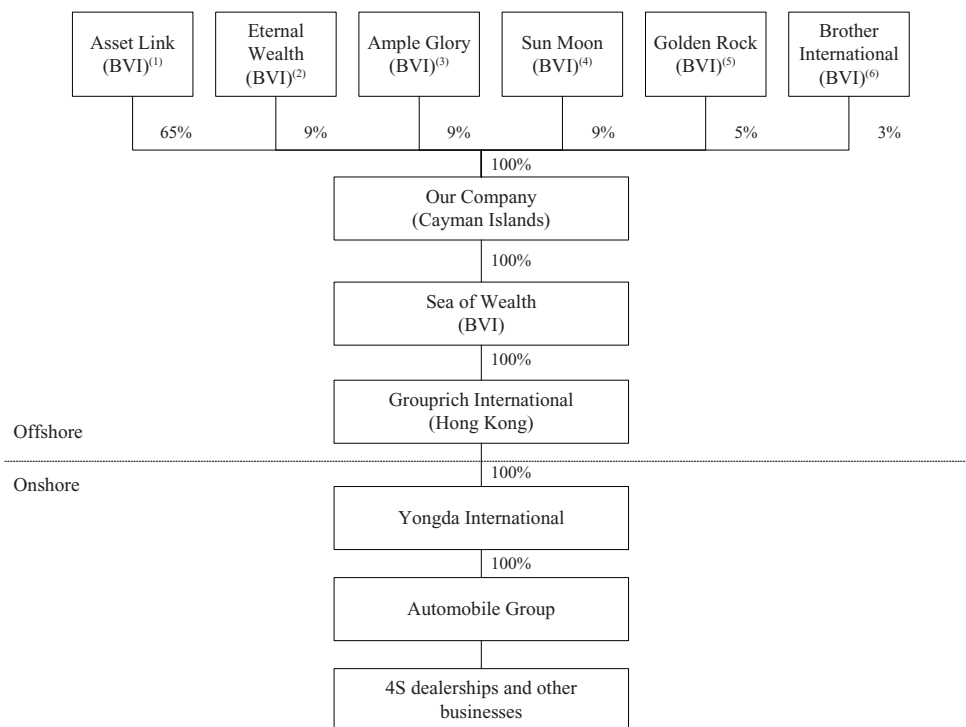 Asset Link
(BVI)(1)
Eternal
Wealth
(BVI)(2)
Ample Glory
(BVI)(3)
Sun Moon
(BVI)(4)
Golden Rock
(BVI)(5)
Brother
International
(BVI)(6)
65%
9%
9%
9%
5%
3%
100%
Our Company
(Cayman Islands)
100%
Sea of Wealth
(BVI)
100%
Grouprich International
(Hong Kong)
Offshore
Onshore
100%
Yongda International
100%
Automobile Group
4S dealerships and other
businesses